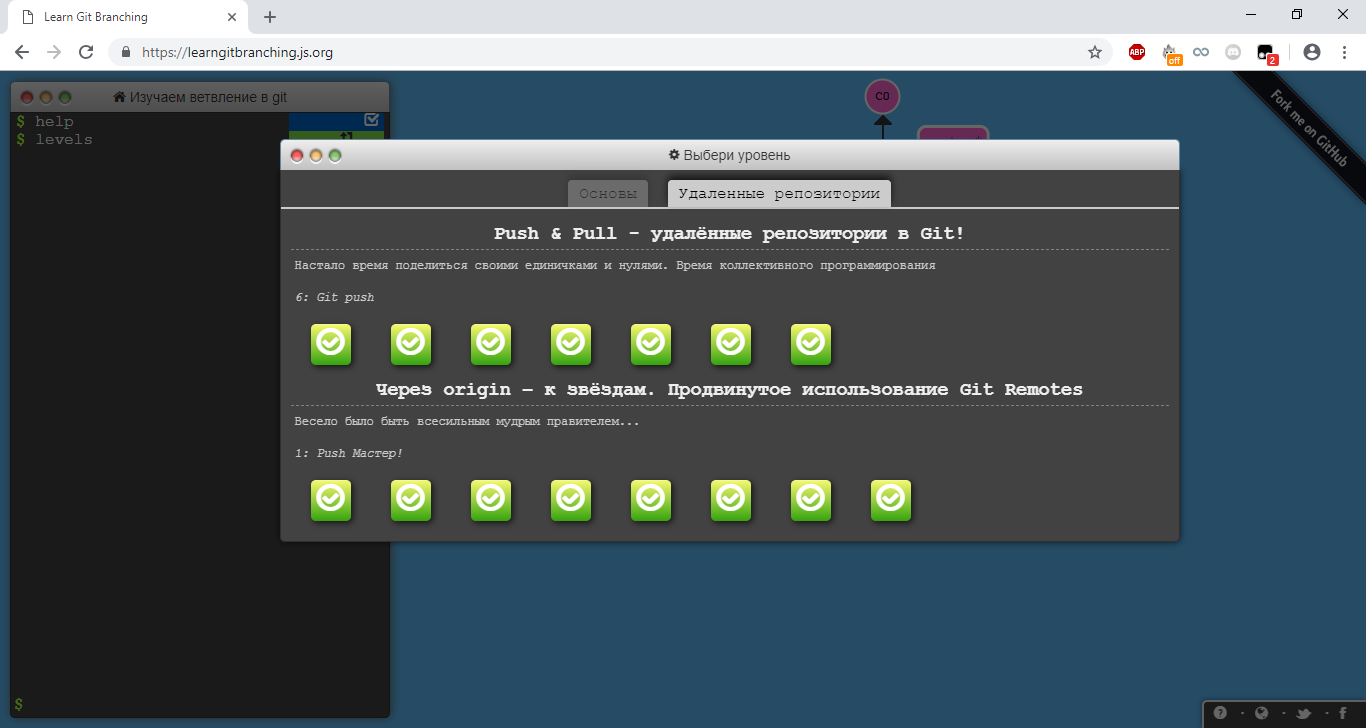 Learn Git Branching
https://learngitbranching.js.org
ABP
off
2
Изучаем ветвление в git
$ help
$ levels
C0
Fork me on GitHub
Выбери уровень
Основы
Удаленные репозитории
Push & Pull - удалённые репозитории в Git!
Настало время поделиться своими единичками и нулями. Время коллективного программирования
6: Git push
Через origin – к звёздам. Продвинутое использование Git Remotes
Весело было быть всесильным мудрым правителем...
1: Push Мастер!
$